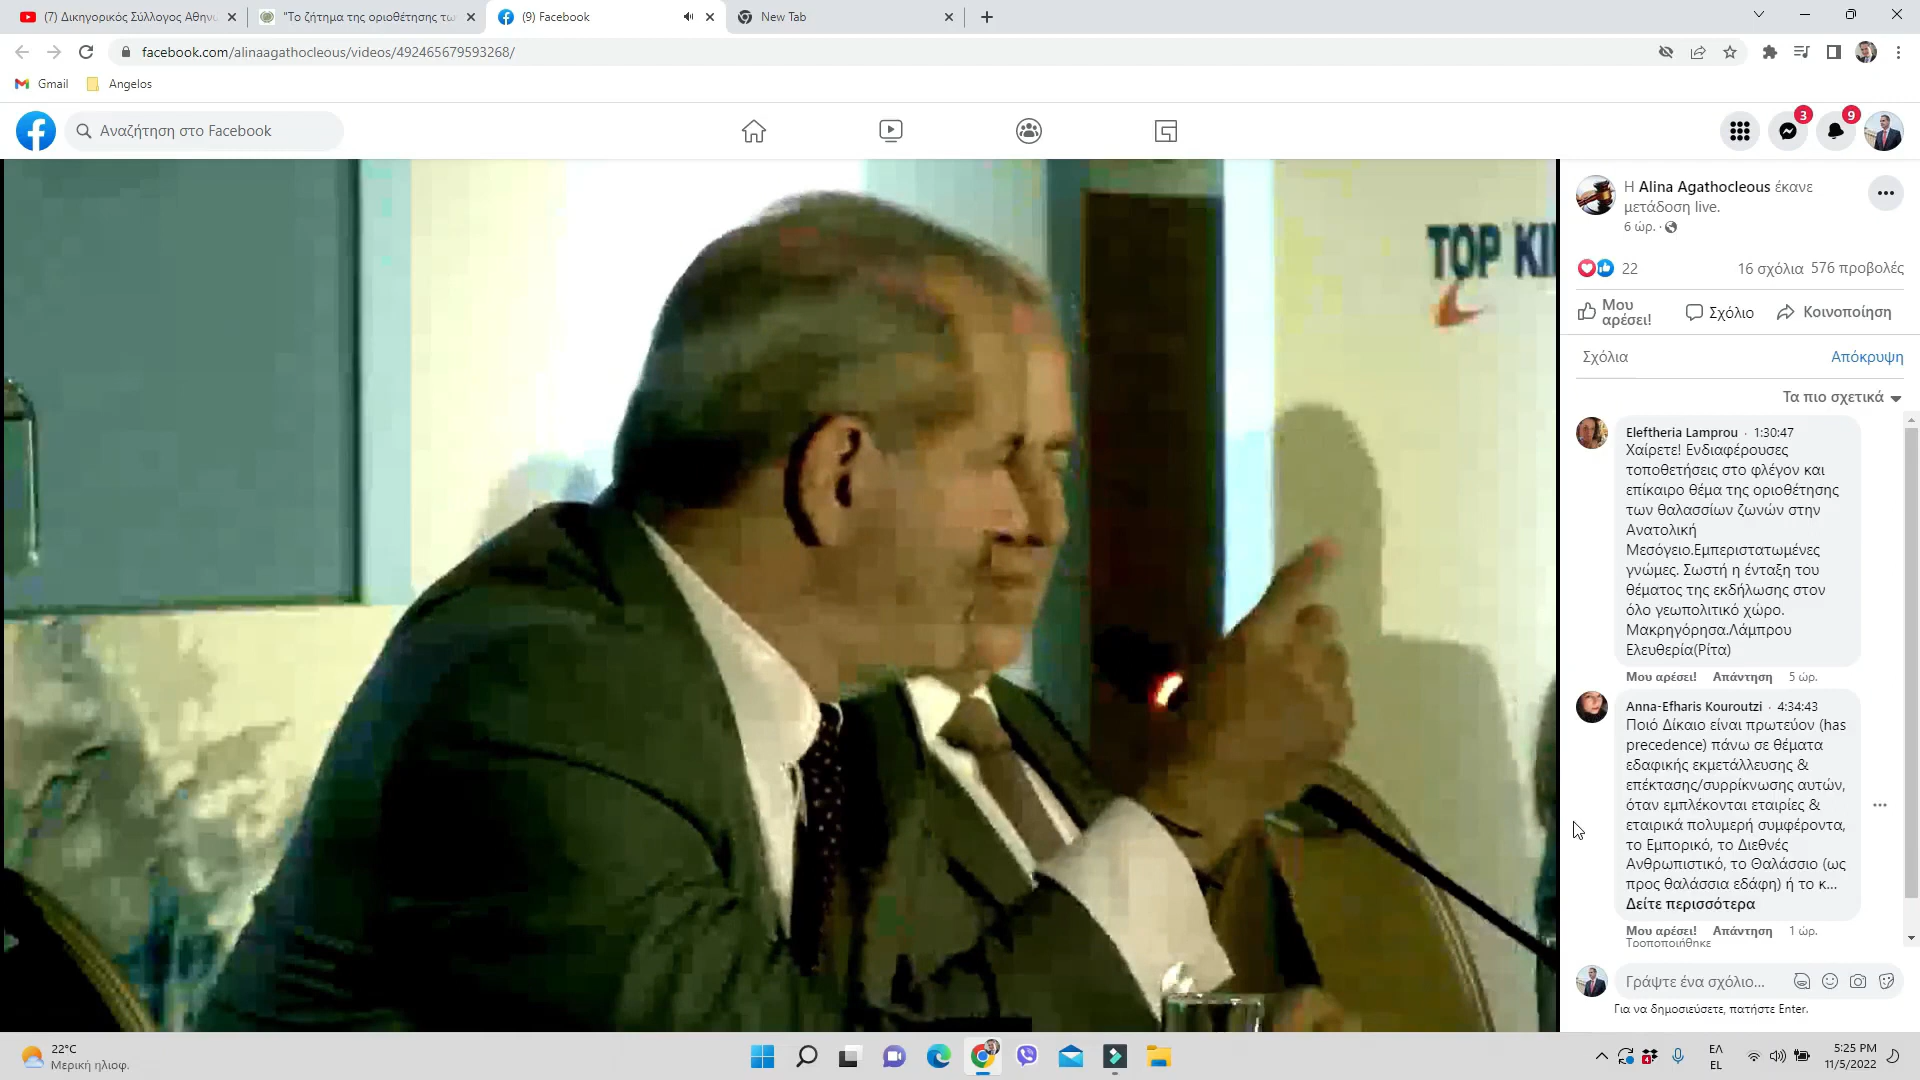 (7) Δικηγορικός Σύλλογος Αθην
"Το ζήτημα της οριοθέτησης τω
(9) Facebook
New Tab
facebook.com/alinaagathocleous/videos/492465679593268/
Gmail
Angelos
Αναζήτηση στο Facebook
3
9
TOP KI
Η Alina Agathocleous έκανε
μετάδοση live.
6 ώρ. ·
22
16 σχόλια 576 προβολές
Μου
αρέσει!
Σχόλιο
Κοινοποίηση
Σχόλια
Απόκρυψη
Τα πιο σχετικά
Eleftheria Lamprou · 1:30:47
Χαίρετε! Ενδιαφέρουσες
τοποθετήσεις στο φλέγον και
επίκαιρο θέμα της οριοθέτησης
των θαλασσίων ζωνών στην
Ανατολική
Μεσόγειο.Εμπεριστατωμένες
γνώμες. Σωστή η ένταξη του
θέματος της εκδήλωσης στον
όλο γεωπολιτικό χώρο.
Μακρηγόρησα.Λάμπρου
Ελευθερία(Ρίτα)
Μου αρέσει! Απάντηση 5 ώρ.
Anna-Efharis Kouroutzi · 4:34:43
Ποιό Δίκαιο είναι πρωτεύον (has
precedence) πάνω σε θέματα
εδαφικής εκμετάλλευσης &
επέκτασης/συρρίκνωσης αυτών,
όταν εμπλέκονται εταιρίες &
εταιρικά πολυμερή συμφέροντα,
το Εμπορικό, το Διεθνές
Ανθρωπιστικό, το Θαλάσσιο (ως
προς θαλάσσια εδάφη) ή το κ...
Δείτε περισσότερα
Μου αρέσει! Απάντηση 1 ώρ.
Τροποποιήθηκε
Γράψτε ένα σχόλιο...
Για να δημοσιεύσετε, πατήστε Enter.
22°C
Μερική ηλιοφ.
ΕΛ
EL
5:25 PM
11/5/2022